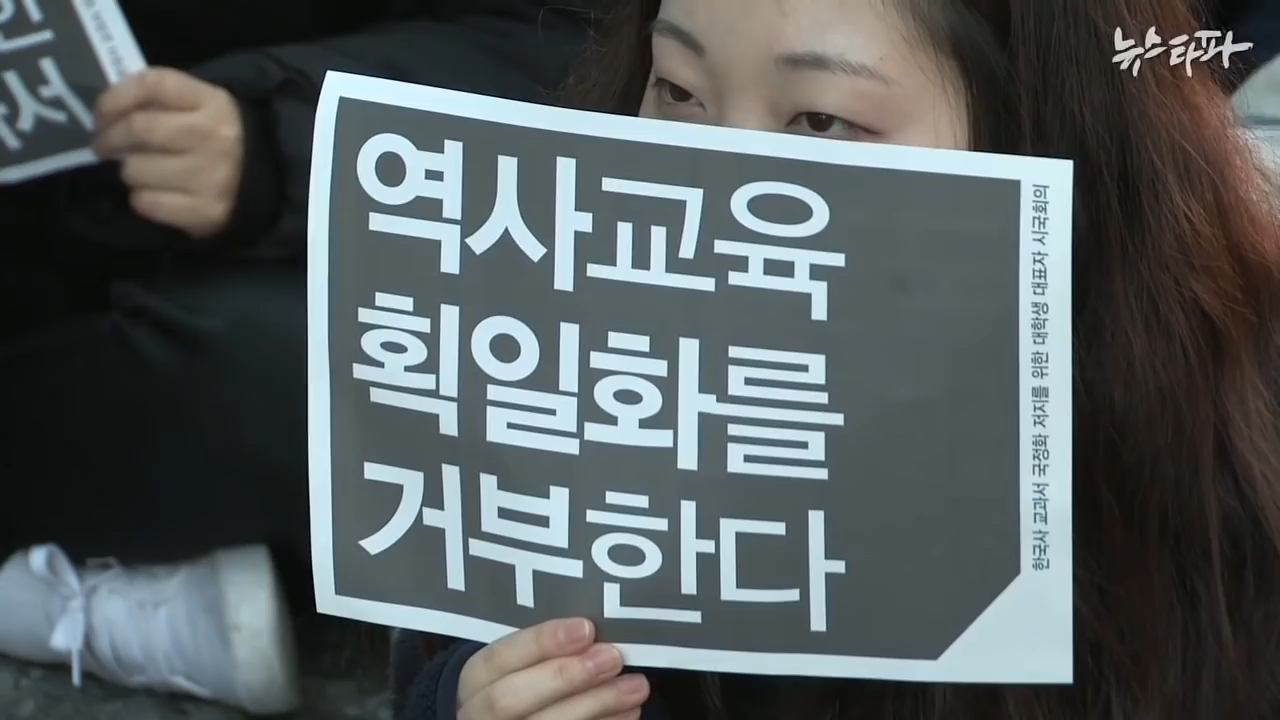 뉴스타파
역사교육
획일화를
거부한다
한국사 교과서 국정화 저지를 위한 대학생 대표자 시국회의